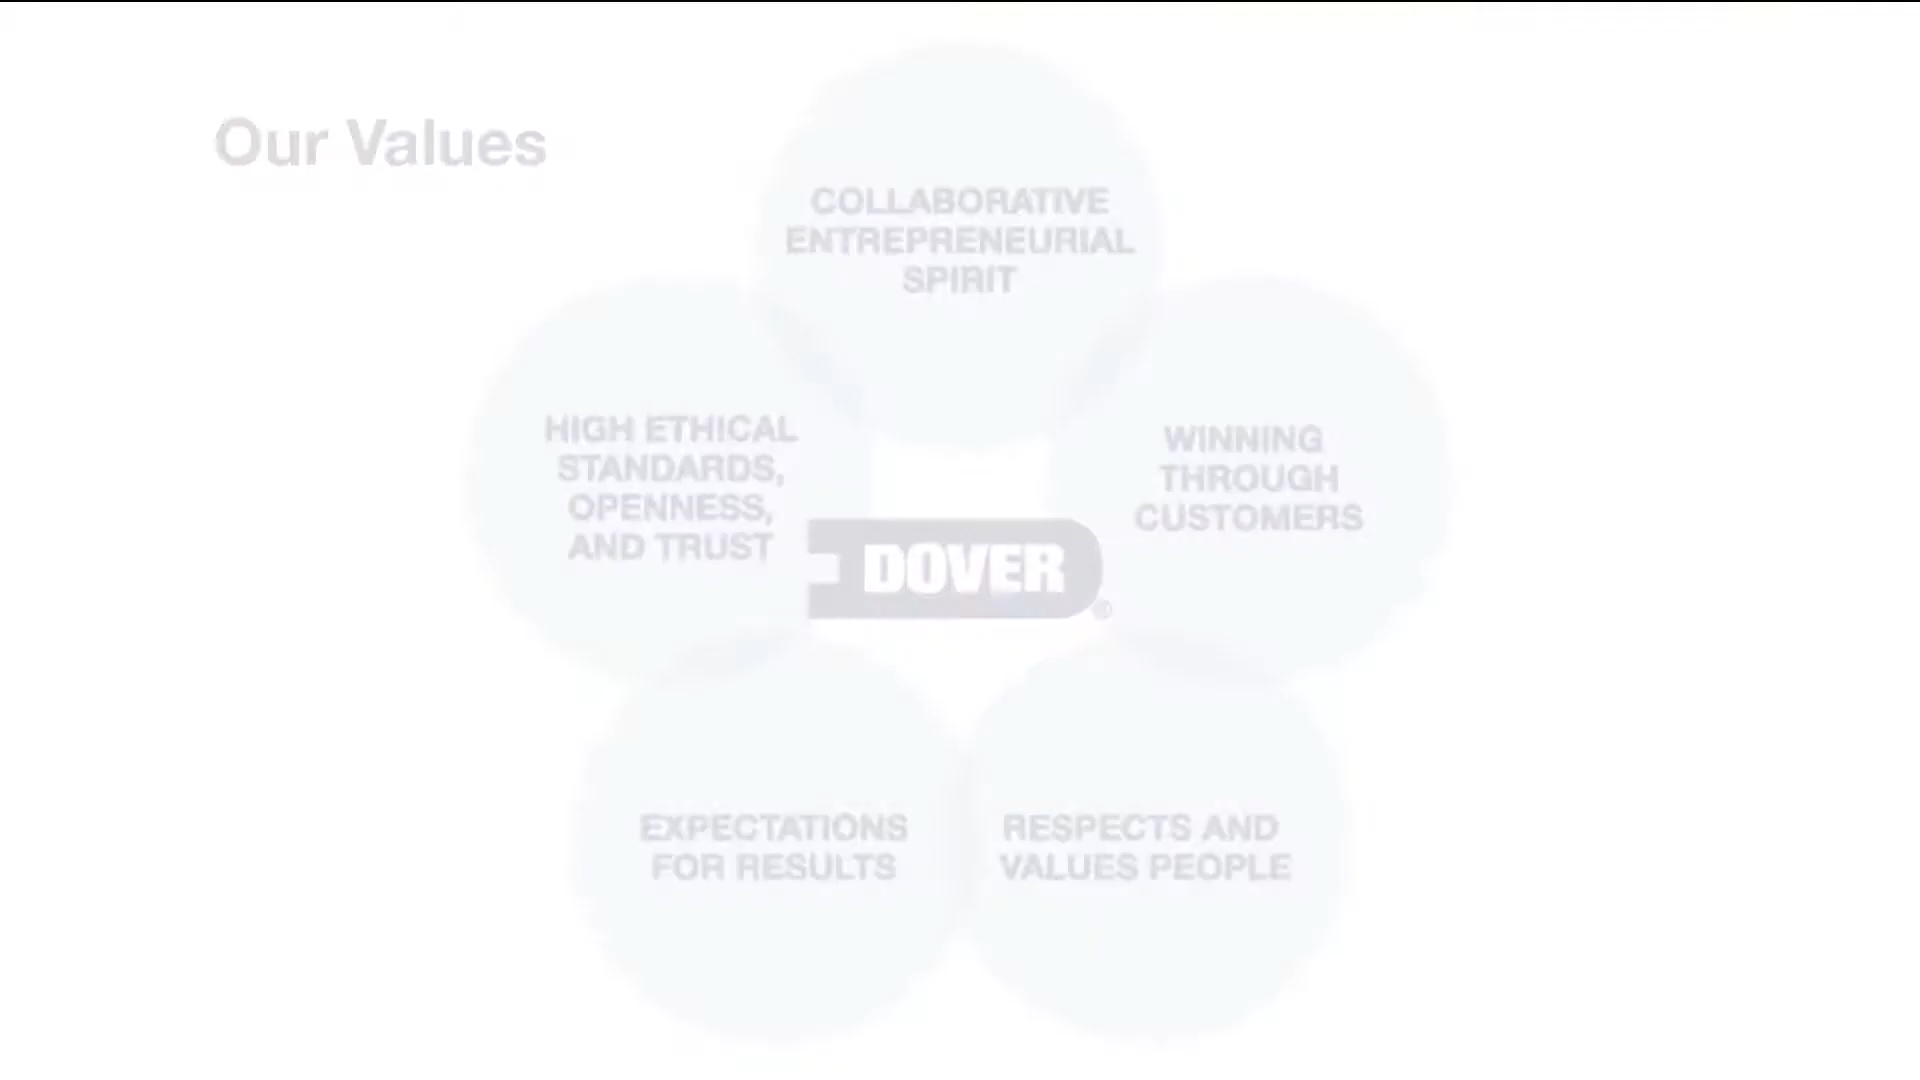 Our Values
COLLABORATIVE
ENTREPRENEURIAL
SPIRIT
HIGH ETHICAL
STANDARDS,
OPENNESS,
AND TRUST
WINNING
THROUGH
CUSTOMERS
DOVER
®
EXPECTATIONS
FOR RESULTS
RESPECTS AND
VALUES PEOPLE